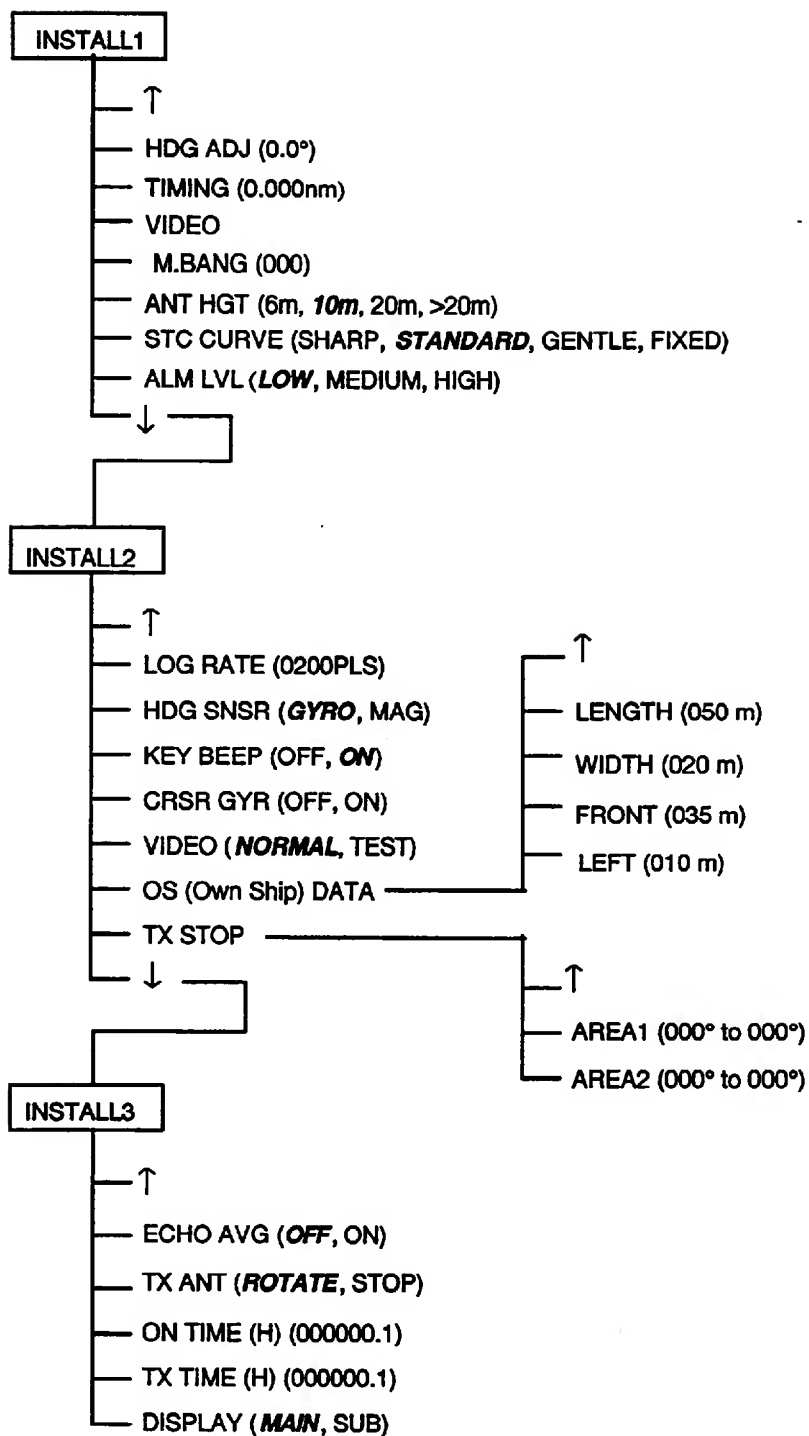 INSTALL1
↑
HDG ADJ (0.0°)
TIMING (0.000nm)
VIDEO
M.BANG (000)
ANT HGT (6m, 10m, 20m, >20m)
STC CURVE (SHARP, STANDARD, GENTLE, FIXED)
ALM LVL (LOW, MEDIUM, HIGH)
↓
INSTALL2
↑
LOG RATE (0200PLS)
HDG SNSR (GYRO, MAG)
KEY BEEP (OFF, ON)
CRSR GYR (OFF, ON)
VIDEO (NORMAL, TEST)
OS (Own Ship) DATA
TX STOP
↓
↑
LENGTH (050 m)
WIDTH (020 m)
FRONT (035 m)
LEFT (010 m)
↑
AREA1 (000° to 000°)
AREA2 (000° to 000°)
INSTALL3
↑
ECHO AVG (OFF, ON)
TX ANT (ROTATE, STOP)
ON TIME (H) (000000.1)
TX TIME (H) (000000.1)
DISPLAY (MAIN, SUB)